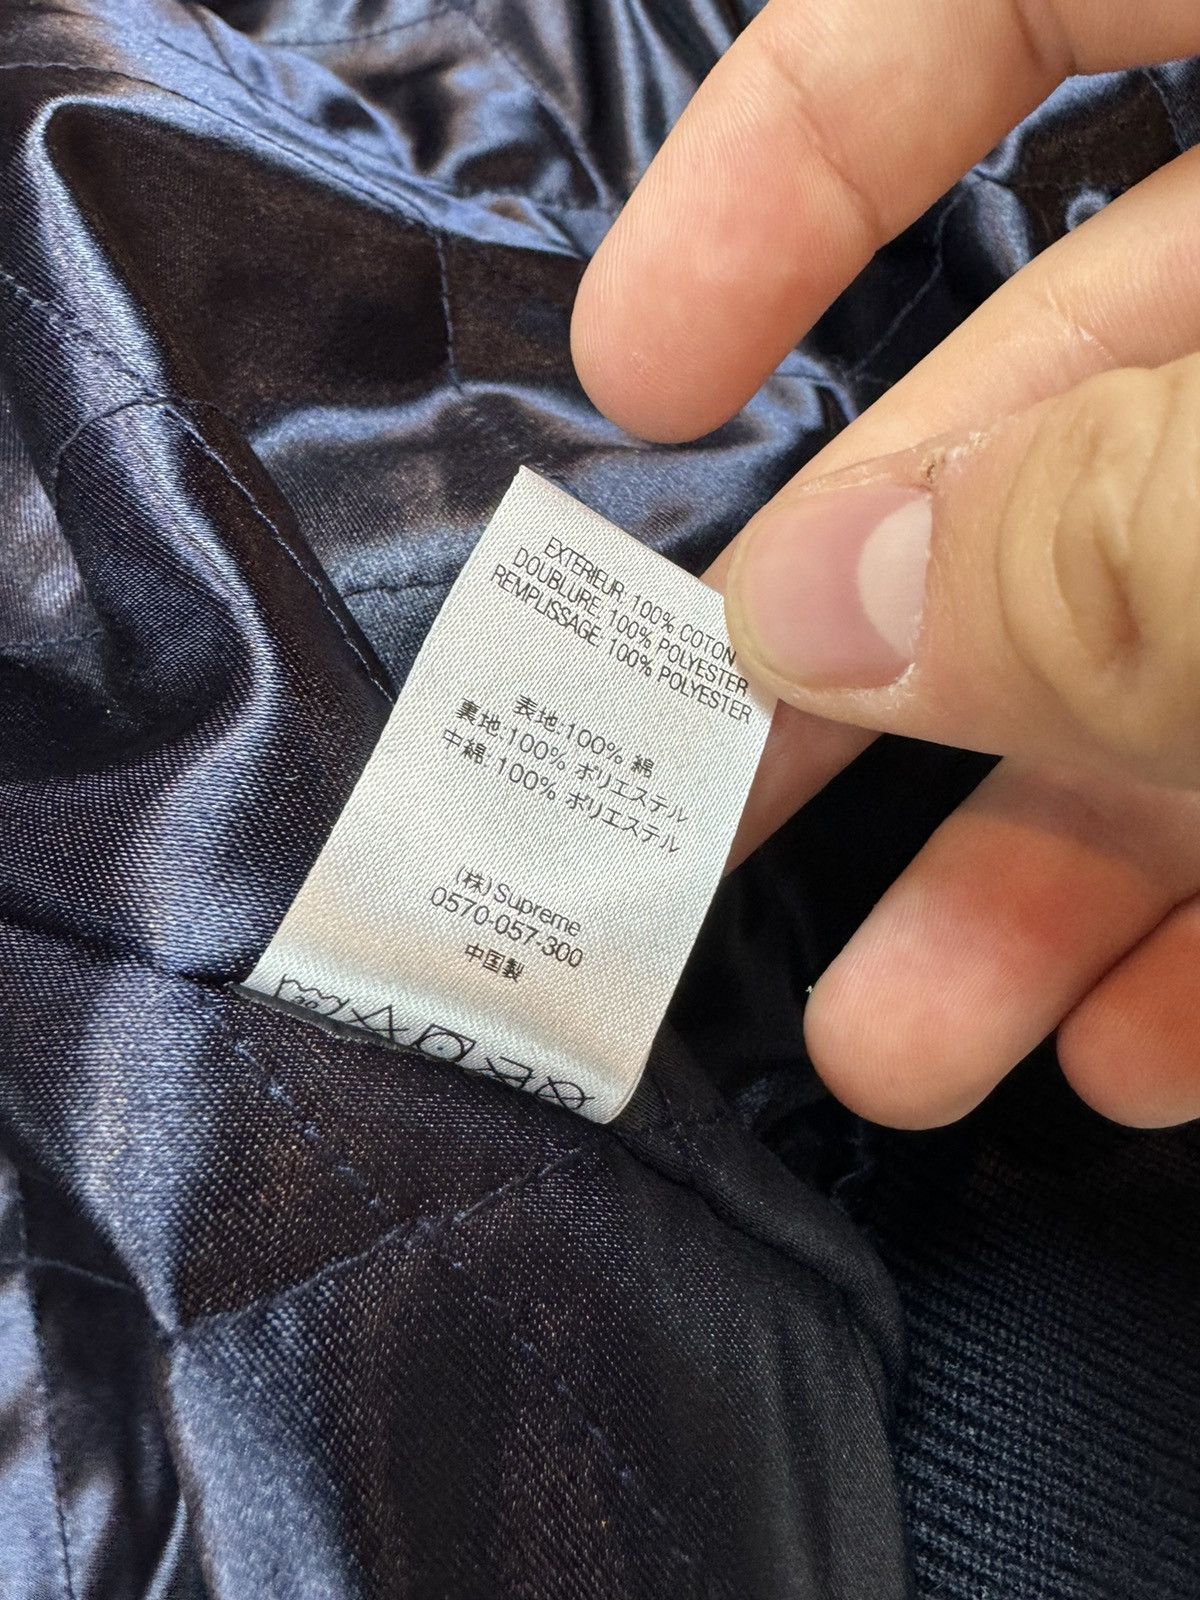 EXTERIEUR 100% COTON
DOUBLURE 100% POLYESTER
REMPLISSAGE 100% POLYESTER
表地:100% 綿
裏地:100% ポリエステル
中綿:100% ポリエステル
(株)Supreme
0570-057-300
中国製